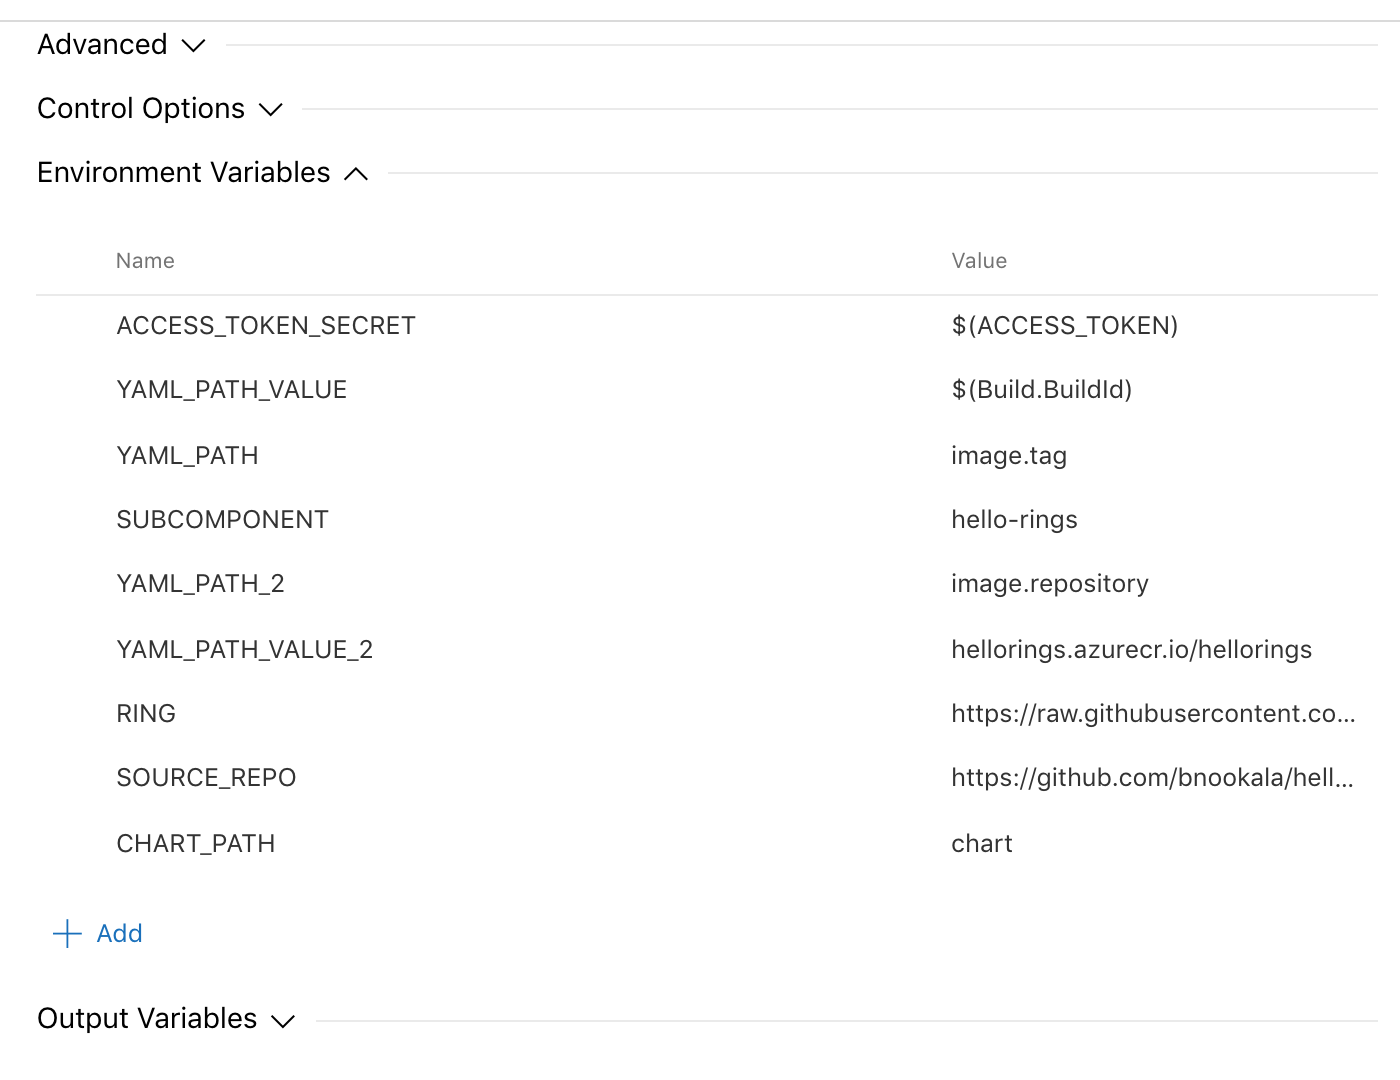 Advanced
Control Options
Environment Variables
Name Value
ACCESS_TOKEN_SECRET $(ACCESS_TOKEN)
YAML_PATH_VALUE $(Build.BuildId)
YAML_PATH image.tag
SUBCOMPONENT hello-rings
YAML_PATH_2 image.repository
YAML_PATH_VALUE_2 hellorings.azurecr.io/hellorings
RING https://raw.githubusercontent.co...
SOURCE_REPO https://github.com/bnookala/hell...
CHART_PATH chart
Add
Output Variables